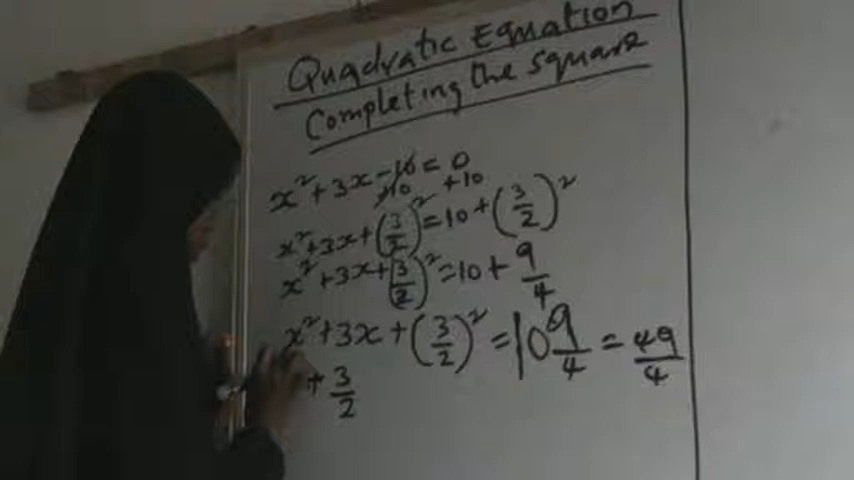 Quadratic Equation
Completing the square
x² + 3x - 10 = 0
+10 +10
x² + 3x + (3/2)² = 10 + (3/2)²
x² + 3x + (3/2)² = 10 + 9/4
x² + 3x + (3/2)² = 10 9/4 = 49/4
+ 3/2